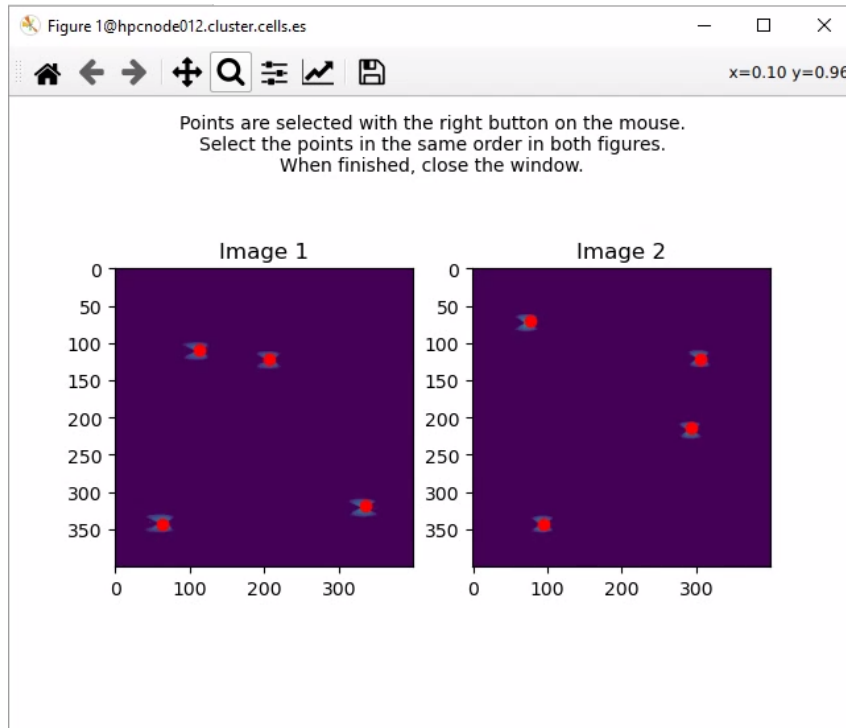 Figure 1@hpcnode012.cluster.cells.es
x=0.10 y=0.96
Points are selected with the right button on the mouse.
Select the points in the same order in both figures.
When finished, close the window.
Image 1
0
50
100
150
200
250
300
350
0 100 200 300
Image 2
0
50
100
150
200
250
300
350
0 100 200 300